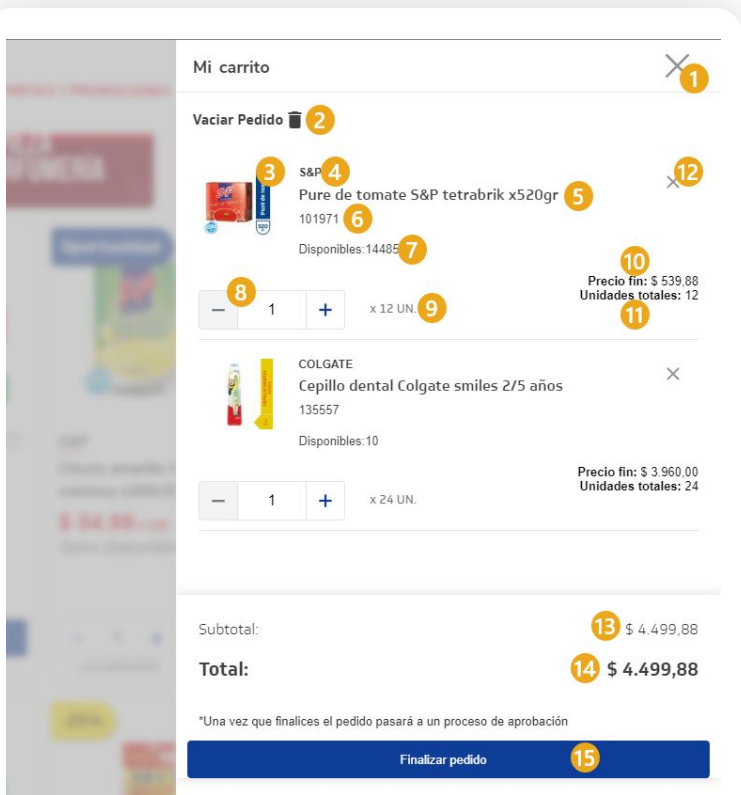 Mi carrito
1
Vaciar Pedido 2
3 S&P 4 12
Pure de tomate S&P tetrabrik x520gr 5
101971 6
Disponibles:14485 7
10
8 Precio fin: $ 539,88
− 1 + x 12 UN. 9 Unidades totales: 12
11
COLGATE
Cepillo dental Colgate smiles 2/5 años
135557
Disponibles:10
Precio fin: $ 3.960,00
− 1 + x 24 UN. Unidades totales: 24
Subtotal: 13 $ 4.499,88
Total: 14 $ 4.499,88
*Una vez que finalices el pedido pasará a un proceso de aprobación
Finalizar pedido 15